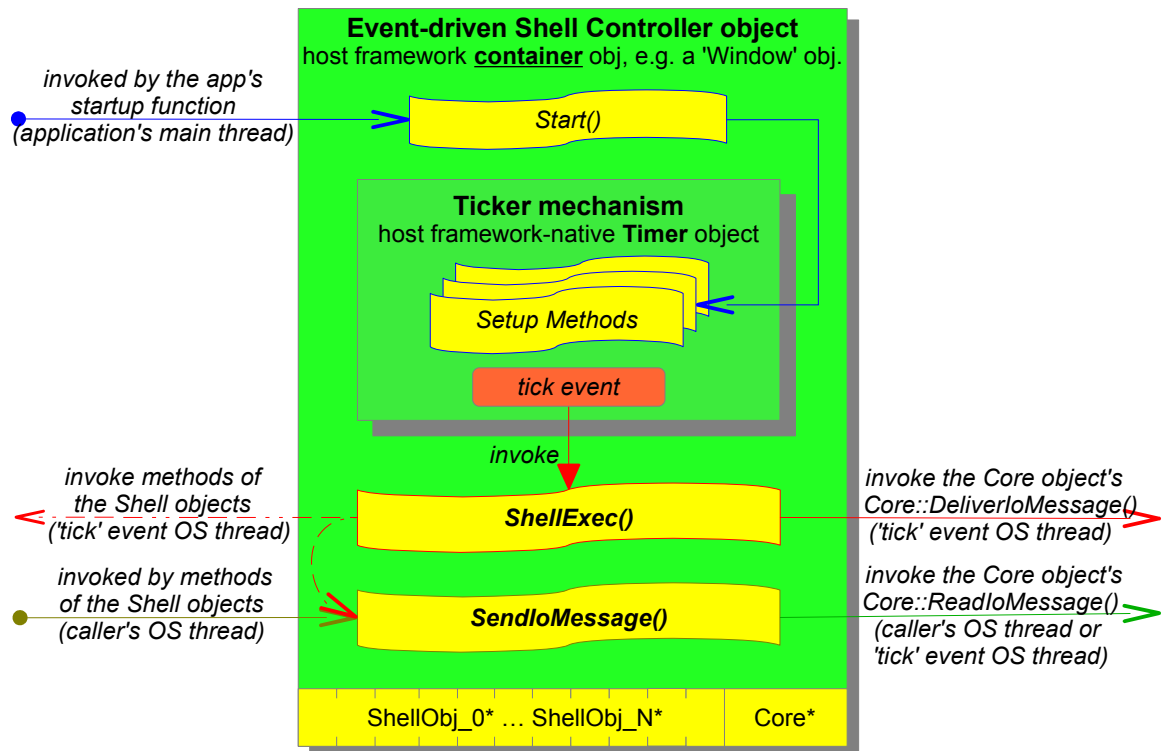 Event-driven Shell Controller object
host framework container obj, e.g. a 'Window' obj.
invoked by the app's
startup function
(application's main thread)
Start()
Ticker mechanism
host framework-native Timer object
Setup Methods
tick event
invoke
invoke methods of
the Shell objects
('tick' event OS thread)
ShellExec()
invoke the Core object's
Core::DeliverIoMessage()
('tick' event OS thread)
invoked by methods
of the Shell objects
(caller's OS thread)
SendIoMessage()
invoke the Core object's
Core::ReadIoMessage()
(caller's OS thread or
'tick' event OS thread)
ShellObj_0* … ShellObj_N*
Core*